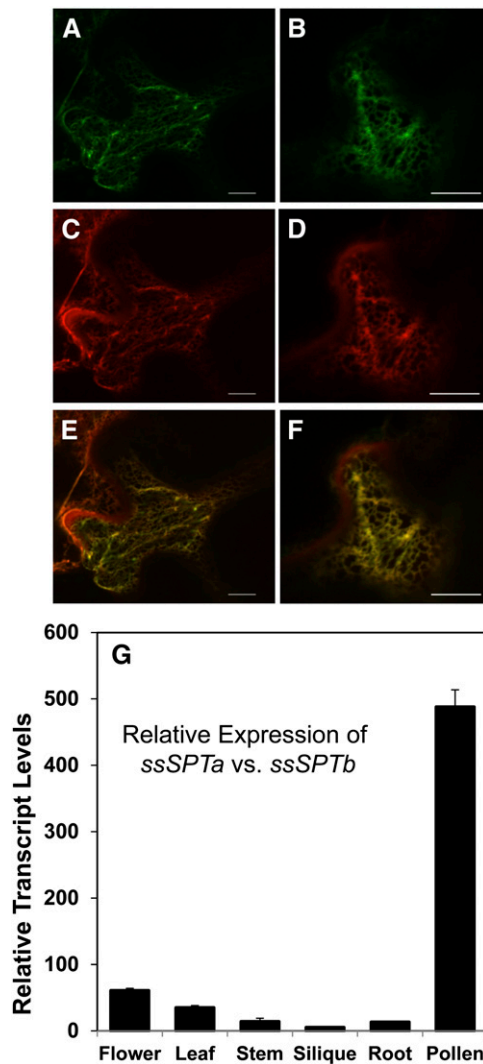 A
B
C
D
E
F
G
Relative Expression of
ssSPTa vs. ssSPTb
Relative Transcript Levels
600
500
400
300
200
100
0
Flower Leaf Stem Silique Root Pollen